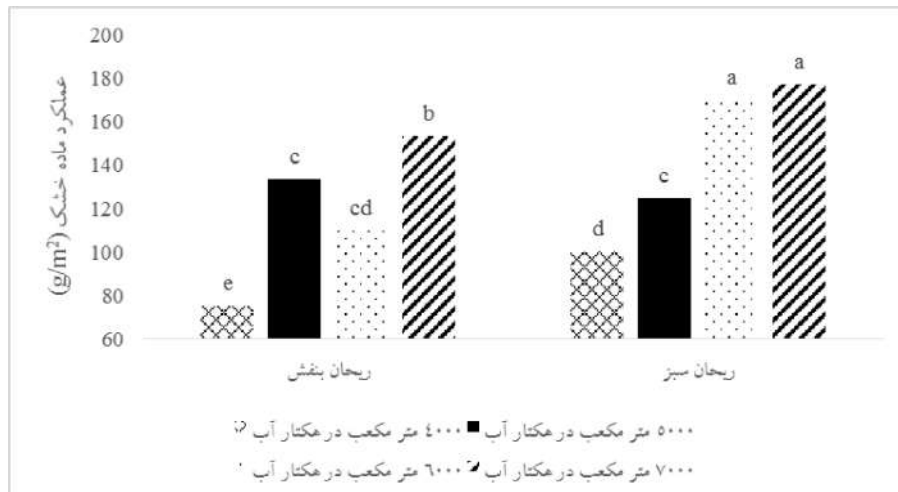 عملکرد ماده خشک (g/m²)
200
180
160
140
120
100
80
60
e
c
cd
b
d
c
a
a
ریحان بنفش
ریحان سبز
۴۰۰۰ متر مکعب در هکتار آب
۵۰۰۰ متر مکعب در هکتار آب
۶۰۰۰ متر مکعب در هکتار آب
۷۰۰۰ متر مکعب در هکتار آب